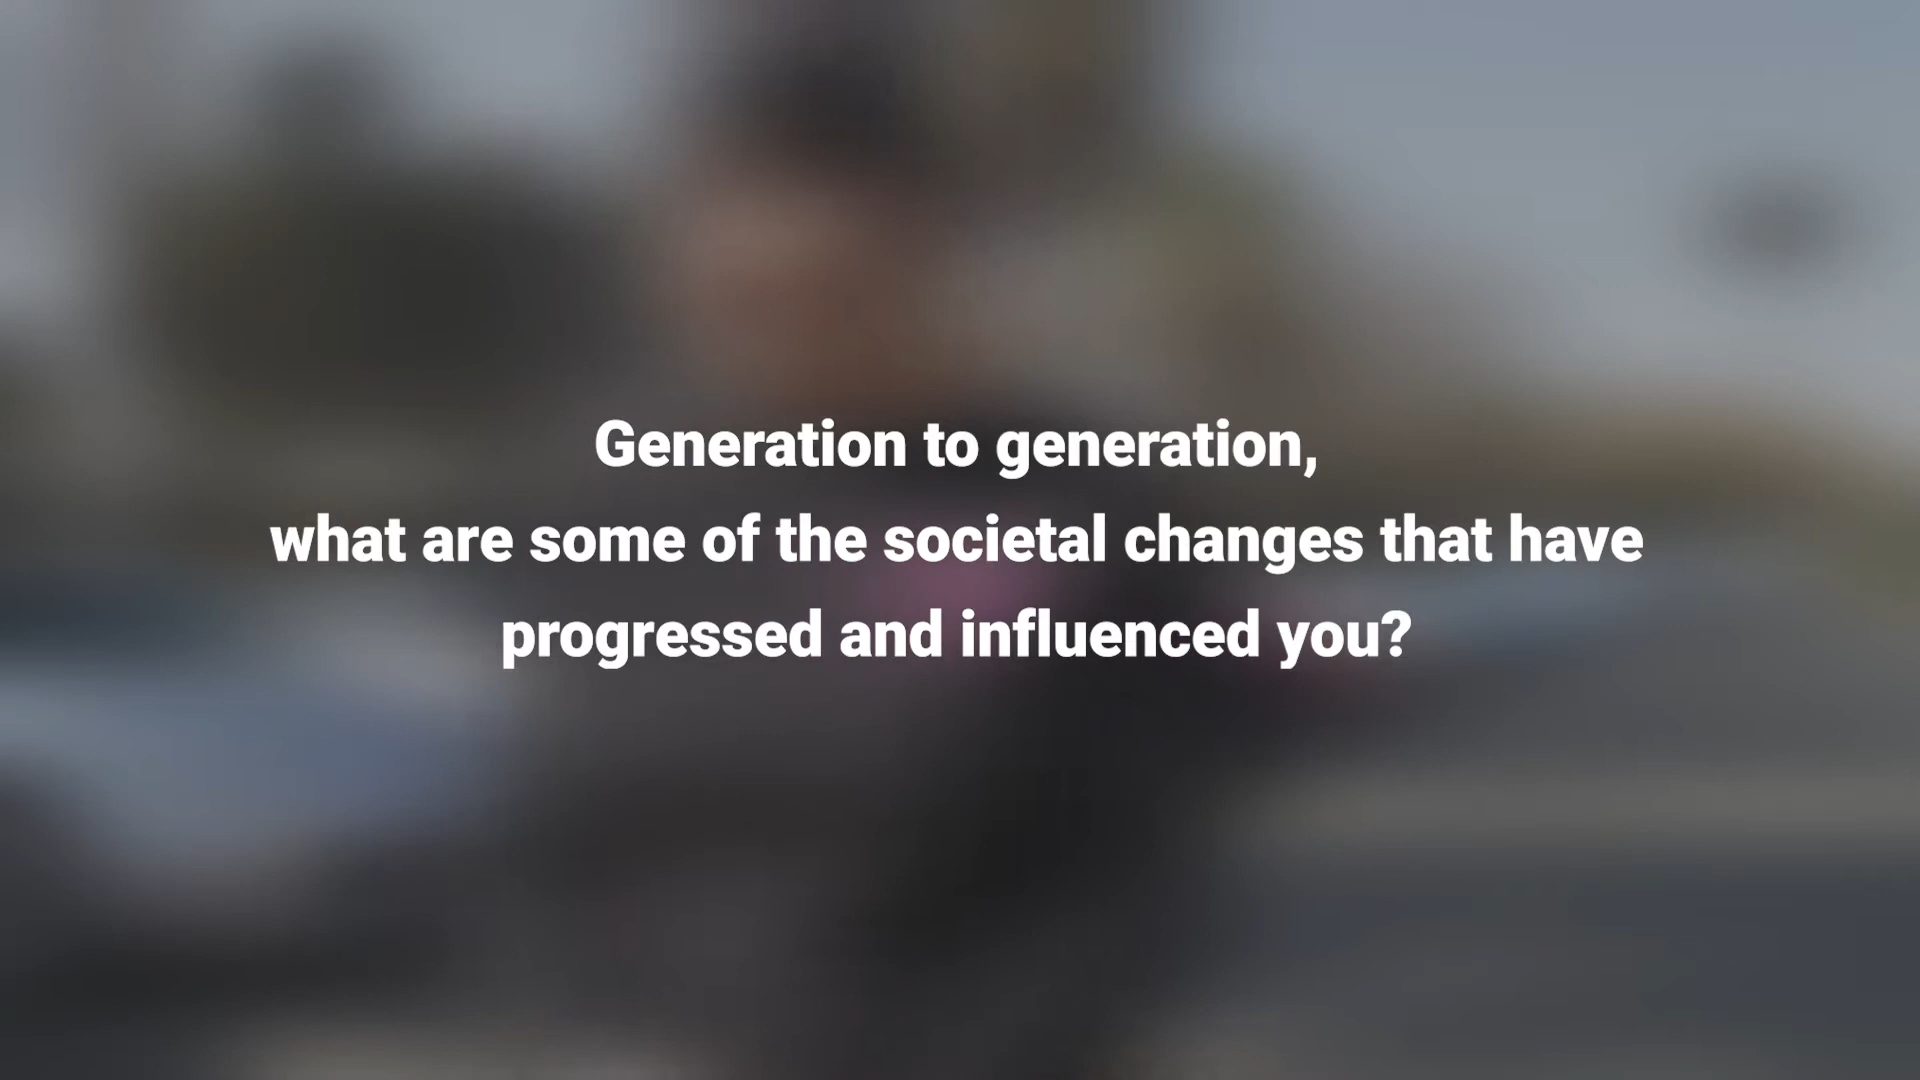 Generation to generation,
what are some of the societal changes that have
progressed and influenced you?